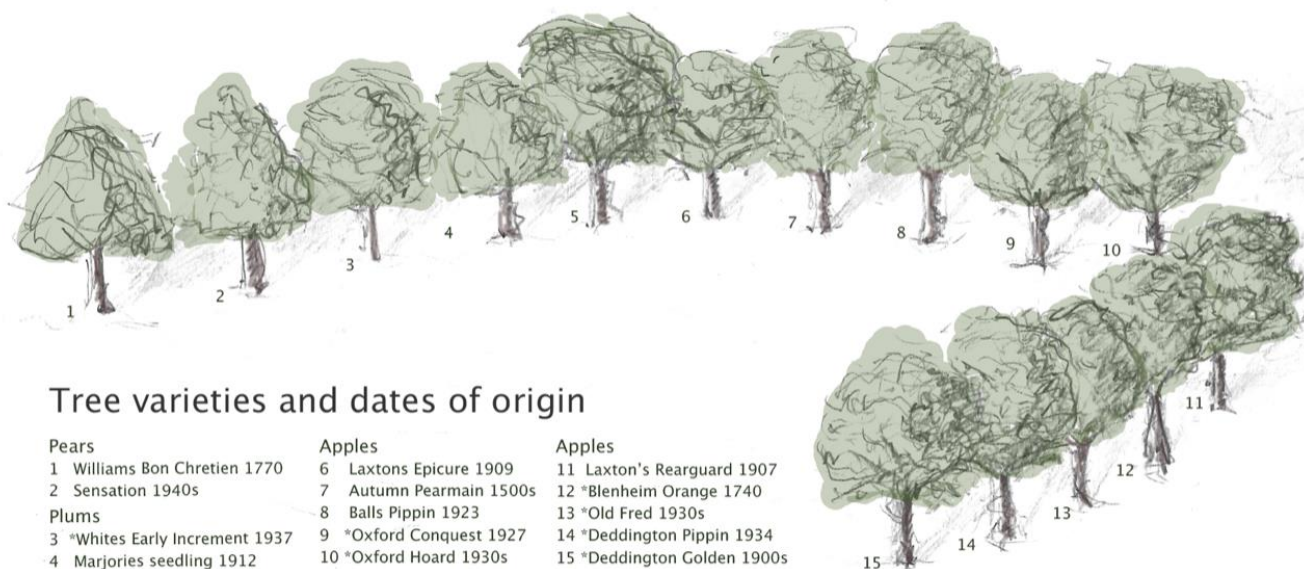 1
2
3
4
5
6
7
8
9
10
11
12
13
14
15
Tree varieties and dates of origin
Pears
1 Williams Bon Chretien 1770
2 Sensation 1940s
Plums
3 *Whites Early Increment 1937
4 Marjories seedling 1912
Apples
6 Laxtons Epicure 1909
7 Autumn Pearmain 1500s
8 Balls Pippin 1923
9 *Oxford Conquest 1927
10 *Oxford Hoard 1930s
Apples
11 Laxton's Rearguard 1907
12 *Blenheim Orange 1740
13 *Old Fred 1930s
14 *Deddington Pippin 1934
15 *Deddington Golden 1900s